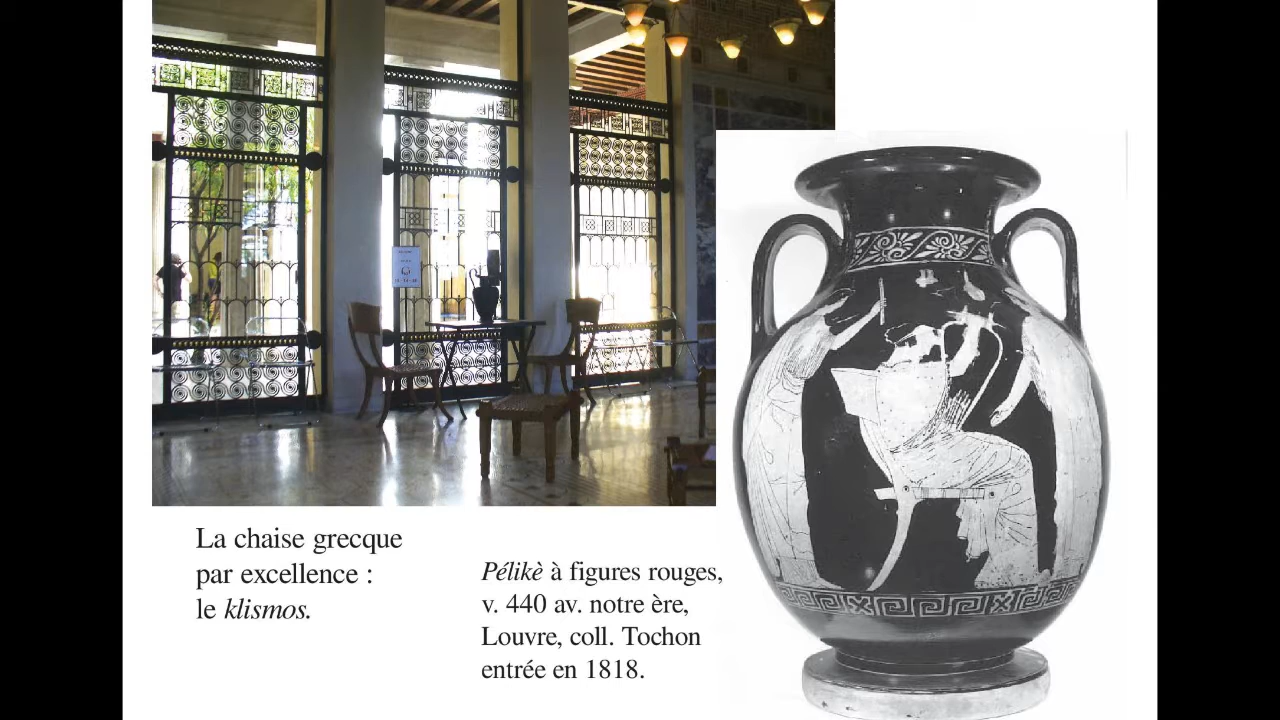 La chaise grecque
par excellence :
le klismos.
Pélikè à figures rouges,
v. 440 av. notre ère,
Louvre, coll. Tochon
entrée en 1818.